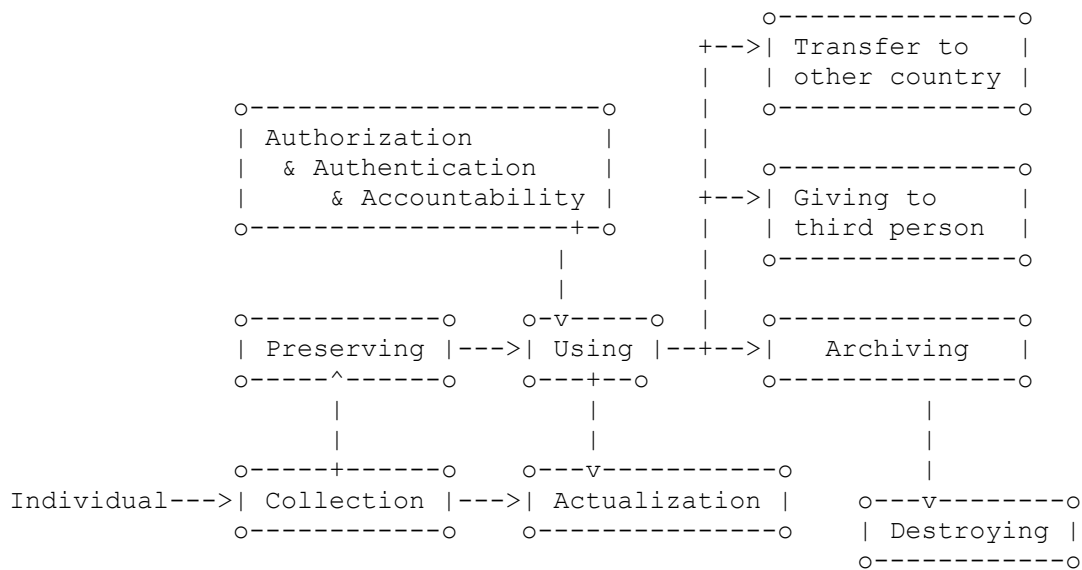 Transfer to
other country
Authorization
& Authentication
& Accountability
Giving to
third person
Preserving
Using
Archiving
Individual
Collection
Actualization
Destroying